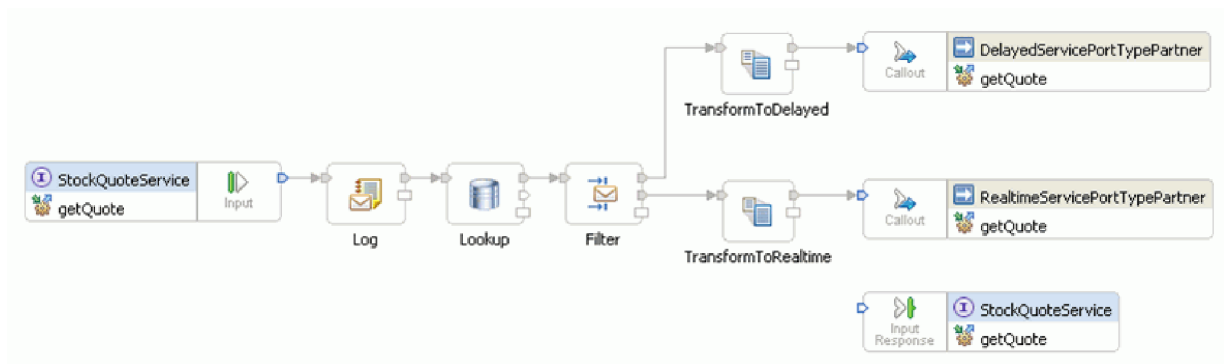 DelayedServicePortTypePartner
Callout
getQuote
TransformToDelayed
StockQuoteService
Input
getQuote
Log
Lookup
Filter
RealtimeServicePortTypePartner
Callout
getQuote
TransformToRealtime
StockQuoteService
Input
Response
getQuote